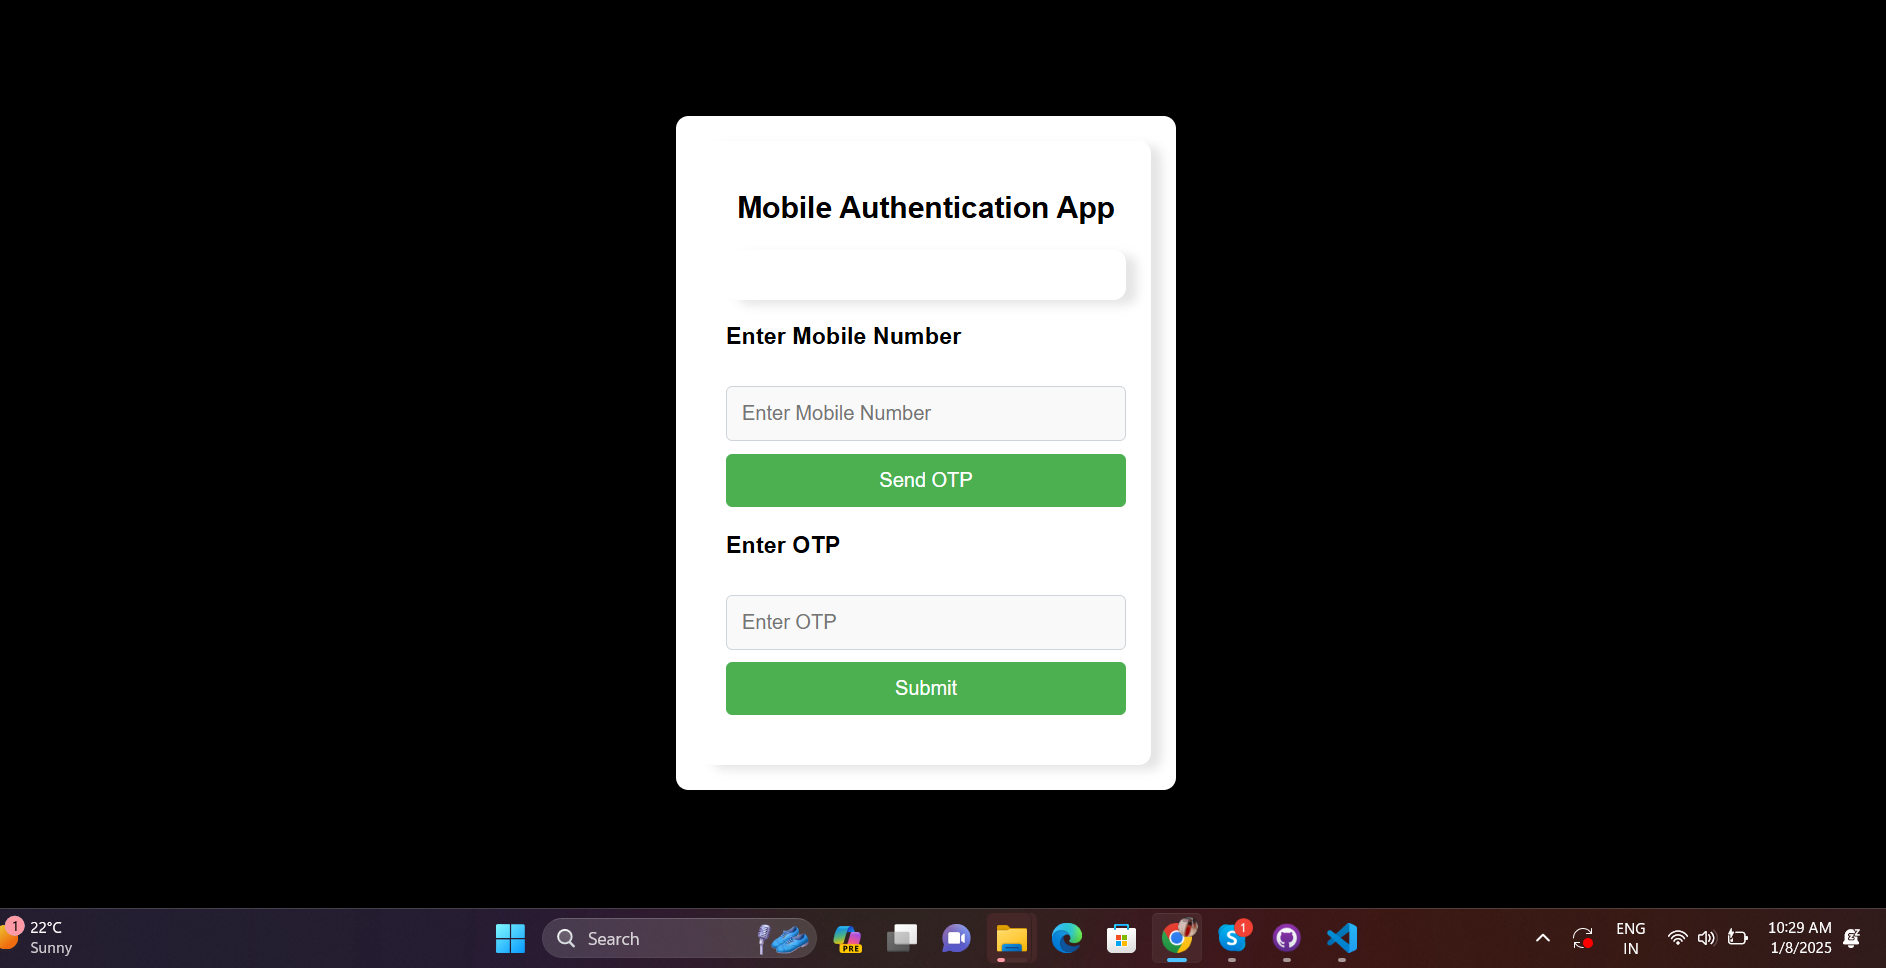 Mobile Authentication App
Enter Mobile Number
Enter Mobile Number
Send OTP
Enter OTP
Enter OTP
Submit
1
22°C
Sunny
Search
PRE
S
1
ENG
IN
10:29 AM
1/8/2025